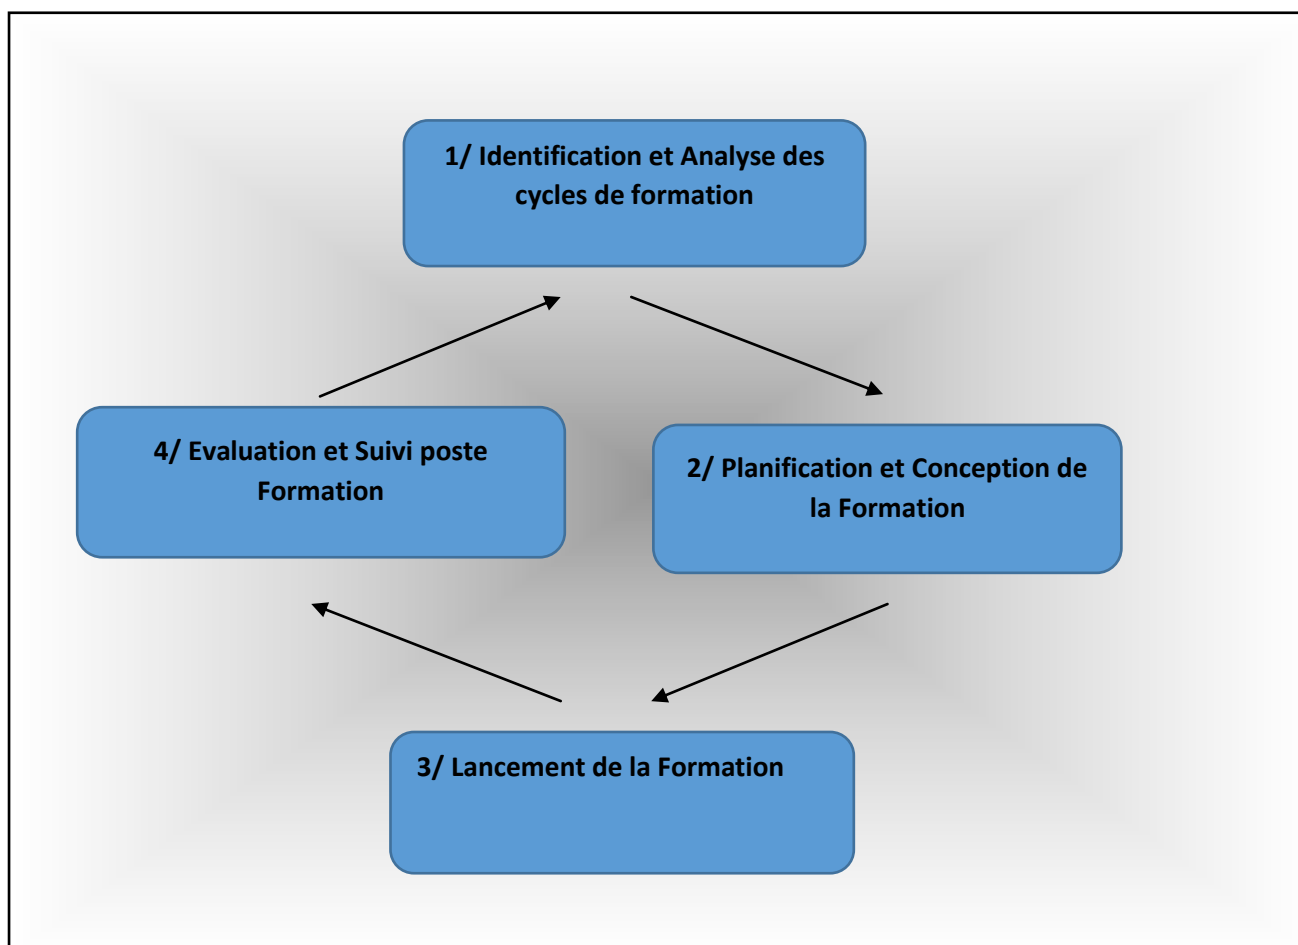 1/ Identification et Analyse des
cycles de formation
2/ Planification et Conception de
la Formation
3/ Lancement de la Formation
4/ Evaluation et Suivi poste
Formation